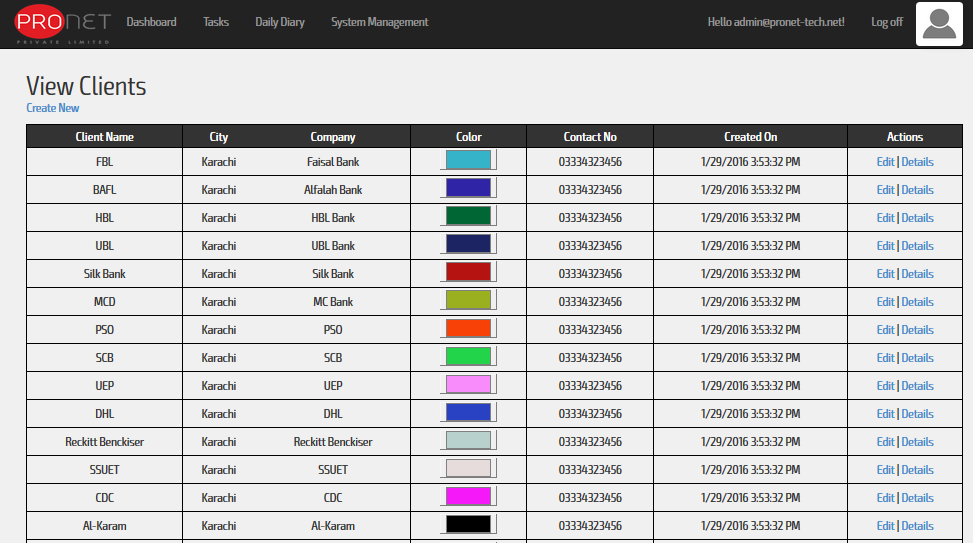 PRONET
PRIVATE LIMITED
Dashboard Tasks Daily Diary System Management Hello admin@pronet-tech.net! Log off
View Clients
Create New
Client Name City Company Color Contact No Created On Actions
FBL Karachi Faisal Bank 03334323456 1/29/2016 3:53:32 PM Edit | Details
BAFL Karachi Alfalah Bank 03334323456 1/29/2016 3:53:32 PM Edit | Details
HBL Karachi HBL Bank 03334323456 1/29/2016 3:53:32 PM Edit | Details
UBL Karachi UBL Bank 03334323456 1/29/2016 3:53:32 PM Edit | Details
Silk Bank Karachi Silk Bank 03334323456 1/29/2016 3:53:32 PM Edit | Details
MCD Karachi MC Bank 03334323456 1/29/2016 3:53:32 PM Edit | Details
PSO Karachi PSO 03334323456 1/29/2016 3:53:32 PM Edit | Details
SCB Karachi SCB 03334323456 1/29/2016 3:53:32 PM Edit | Details
UEP Karachi UEP 03334323456 1/29/2016 3:53:32 PM Edit | Details
DHL Karachi DHL 03334323456 1/29/2016 3:53:32 PM Edit | Details
Reckitt Benckiser Karachi Reckitt Benckiser 03334323456 1/29/2016 3:53:32 PM Edit | Details
SSUET Karachi SSUET 03334323456 1/29/2016 3:53:32 PM Edit | Details
CDC Karachi CDC 03334323456 1/29/2016 3:53:32 PM Edit | Details
Al-Karam Karachi Al-Karam 03334323456 1/29/2016 3:53:32 PM Edit | Details